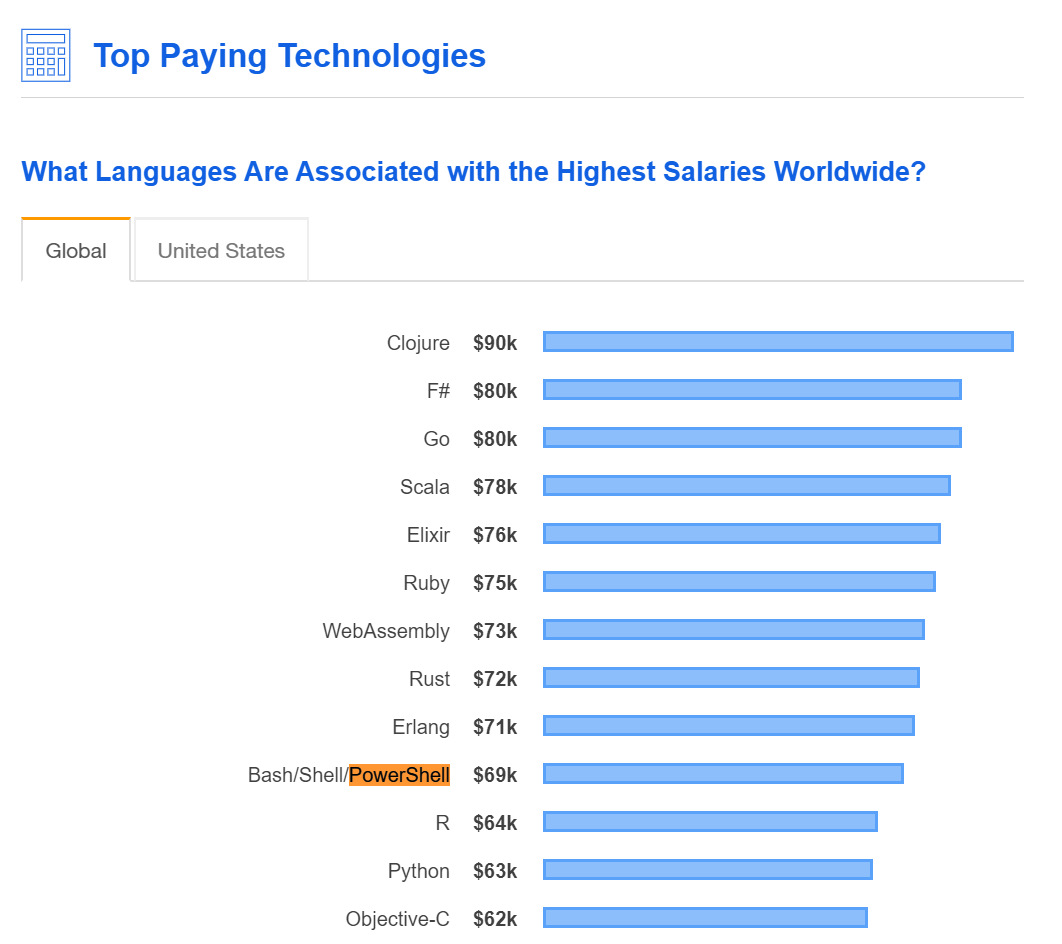 Top Paying Technologies
What Languages Are Associated with the Highest Salaries Worldwide?
Global United States
Clojure $90k
F# $80k
Go $80k
Scala $78k
Elixir $76k
Ruby $75k
WebAssembly $73k
Rust $72k
Erlang $71k
Bash/Shell/PowerShell $69k
R $64k
Python $63k
Objective-C $62k